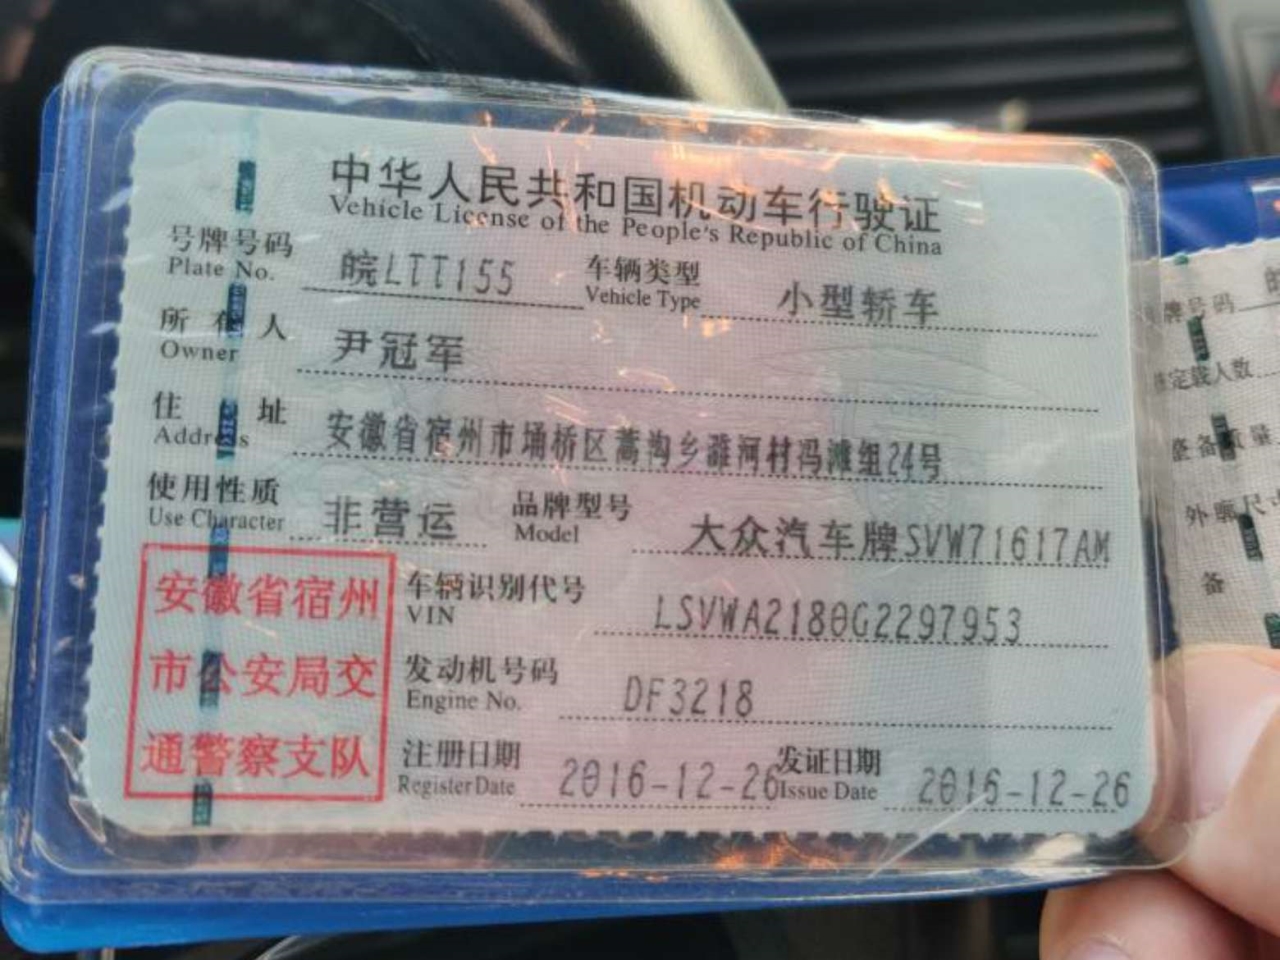 中华人民共和国机动车行驶证
Vehicle License of the People's Republic of China
号牌号码 皖LTT155 车辆类型 小型轿车
Plate No. Vehicle Type
所有人 尹冠军
Owner
住址 安徽省宿州市埇桥区蒿沟乡濉河村冯滩组24号
Address
使用性质 非营运 品牌型号 大众汽车牌SVW71617AM
Use Character Model
安徽省宿州
市公安局交
通警察支队
车辆识别代号 LSVWA2180G2297953
VIN
发动机号码 DF3218
Engine No.
注册日期 2016-12-26 发证日期 2016-12-26
Register Date Issue Date
牌号码
定载人数
整备质量
外廓尺寸
备